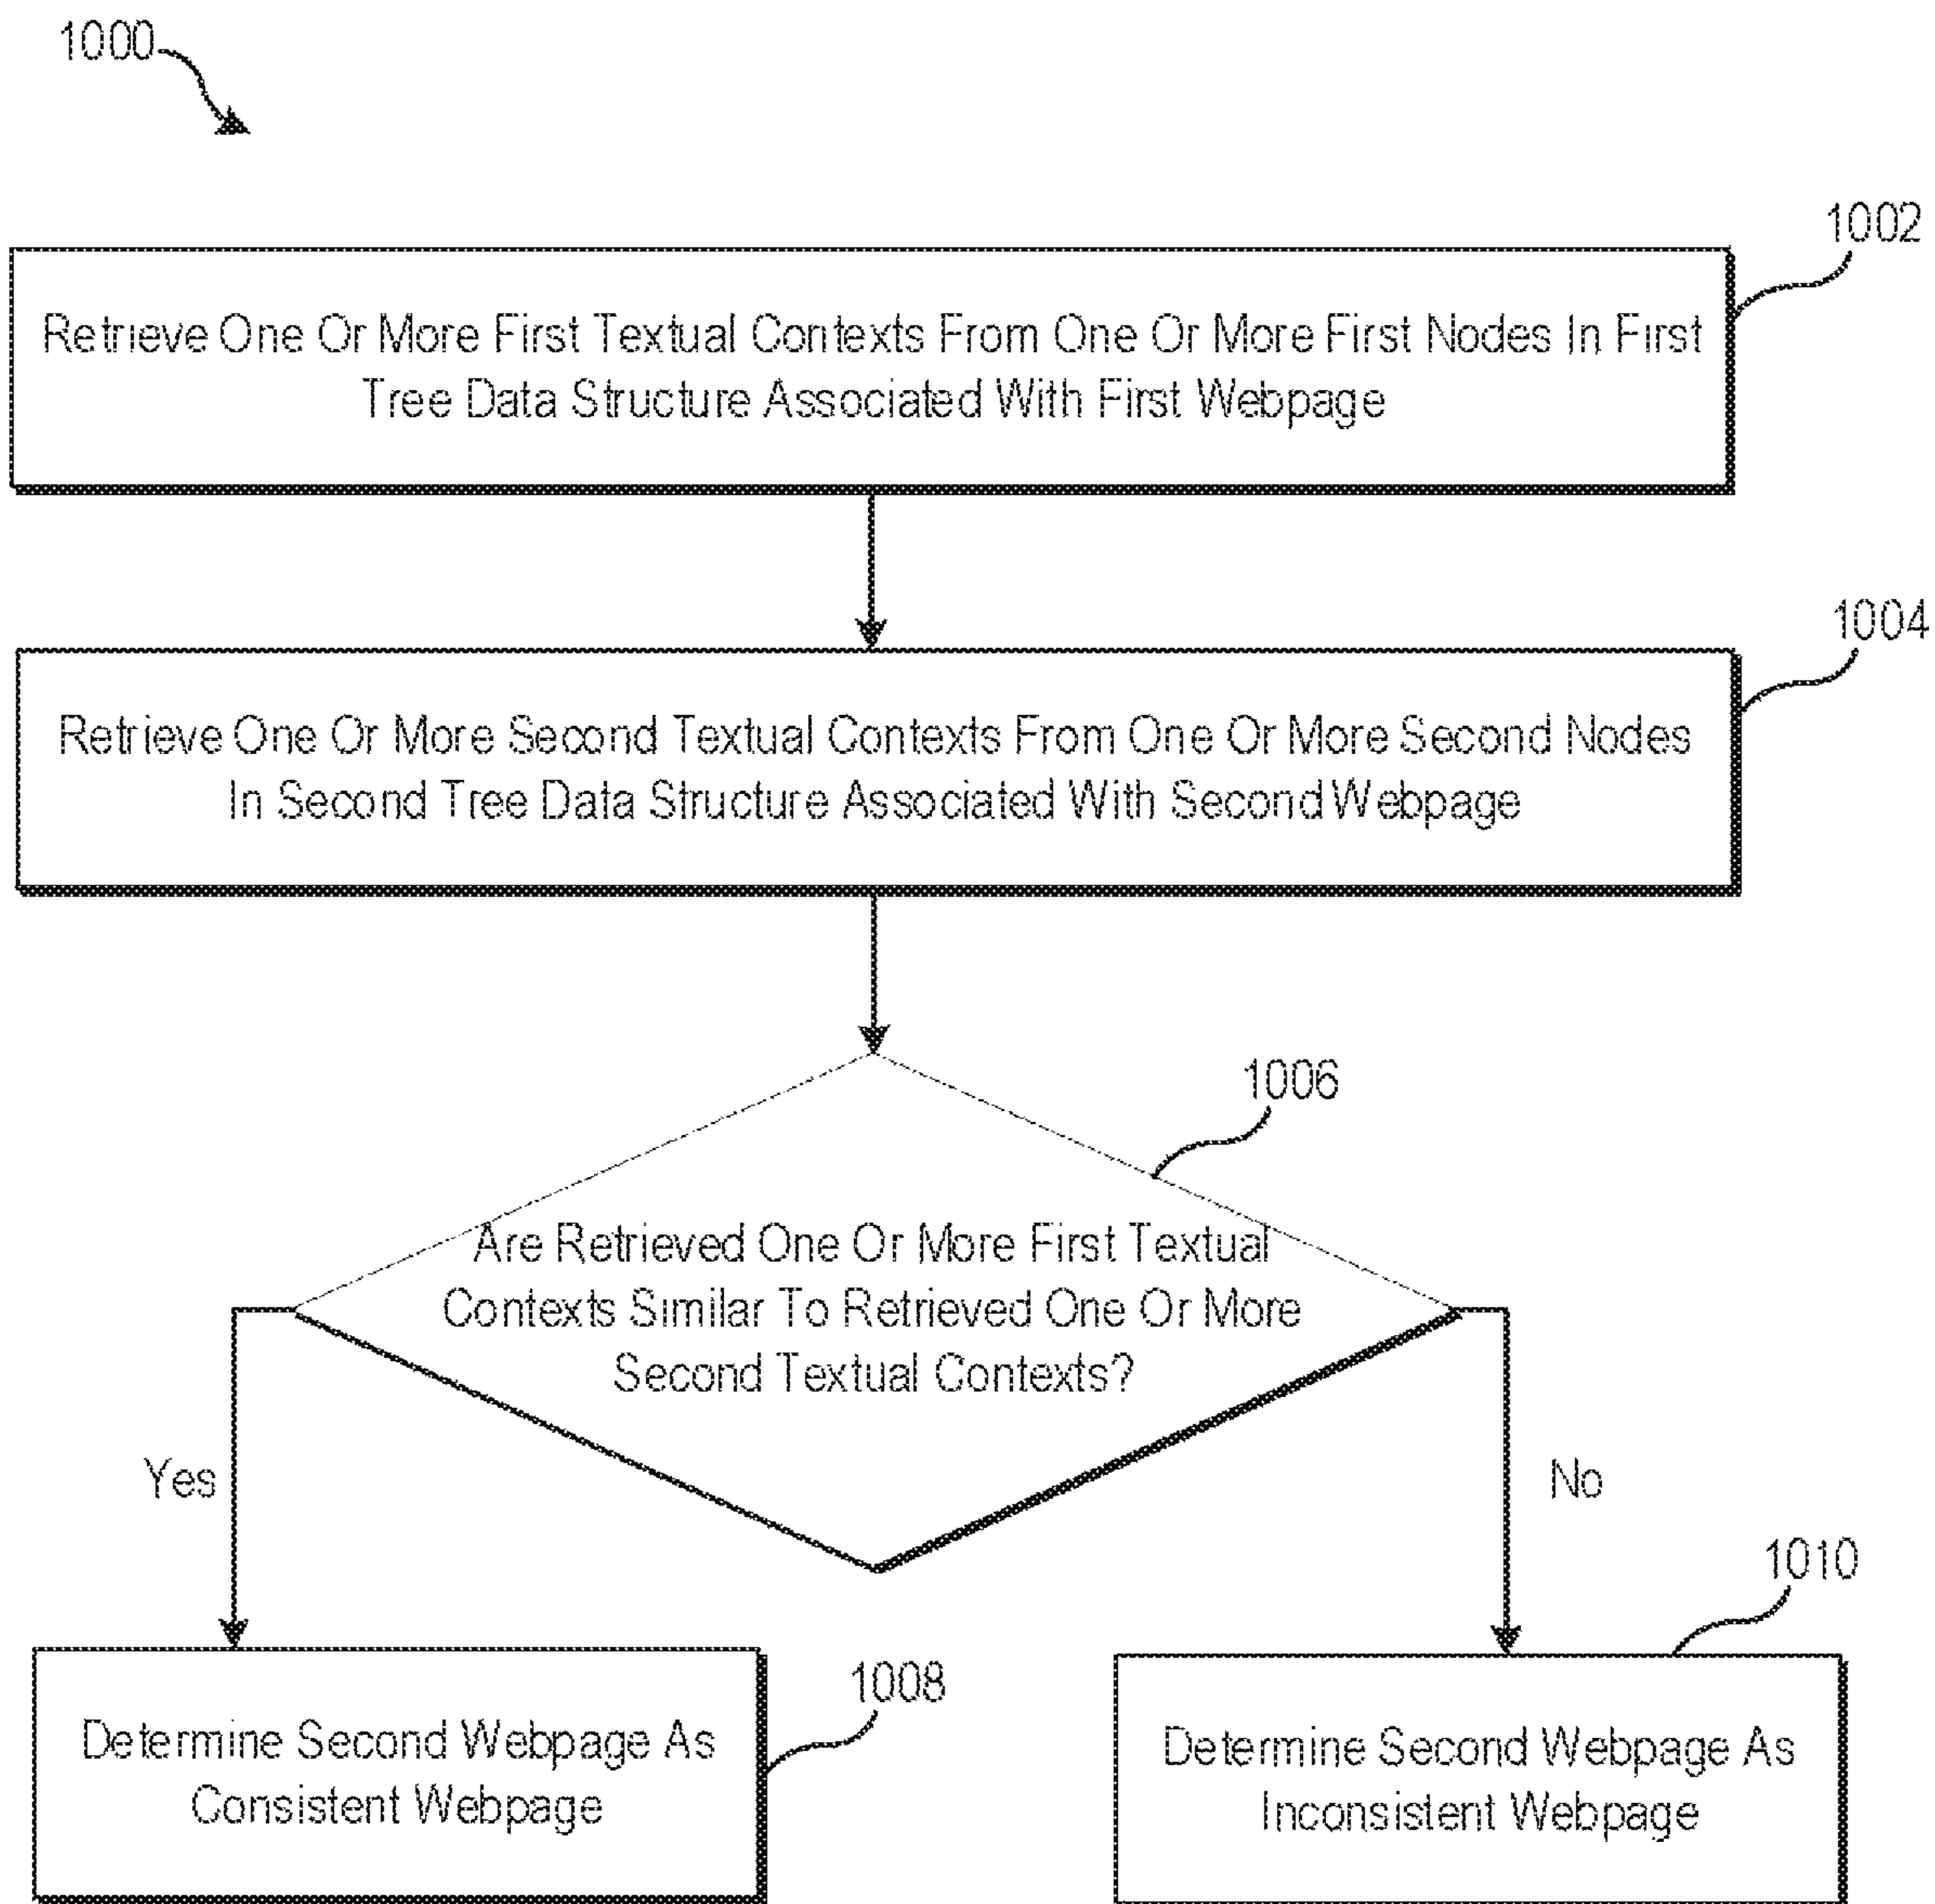 1000
1002
Retrieve One Or More First Textual Contexts From One Or More First Nodes In First
Tree Data Structure Associated With First Webpage
1004
Retrieve One Or More Second Textual Contexts From One Or More Second Nodes
In Second Tree Data Structure Associated With Second Webpage
1006
Are Retrieved One Or More First Textual
Contexts Similar To Retrieved One Or More
Second Textual Contexts?
Yes
No
1010
1008
Determine Second Webpage As
Consistent Webpage
Determine Second Webpage As
Inconsistent Webpage